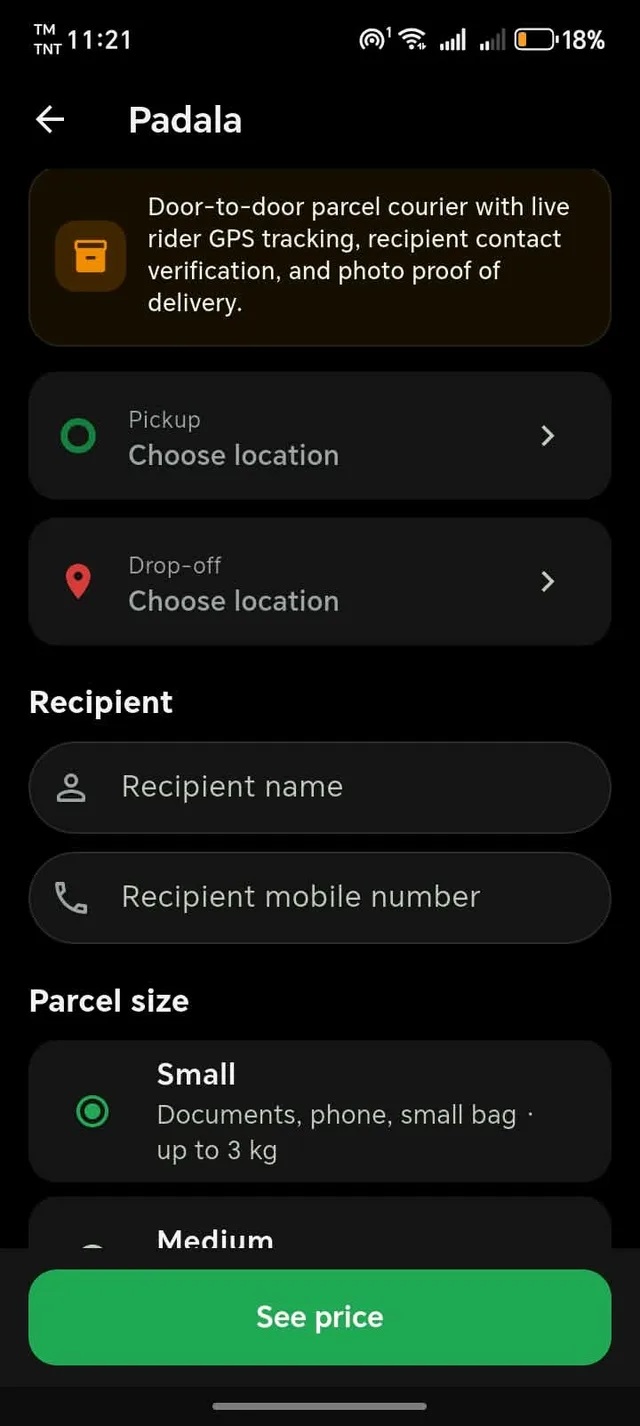 TM
TNT 11:21
1
18%
Padala
Door-to-door parcel courier with live
rider GPS tracking, recipient contact
verification, and photo proof of
delivery.
Pickup
Choose location
Drop-off
Choose location
Recipient
Recipient name
Recipient mobile number
Parcel size
Small
Documents, phone, small bag ·
up to 3 kg
Medium
See price